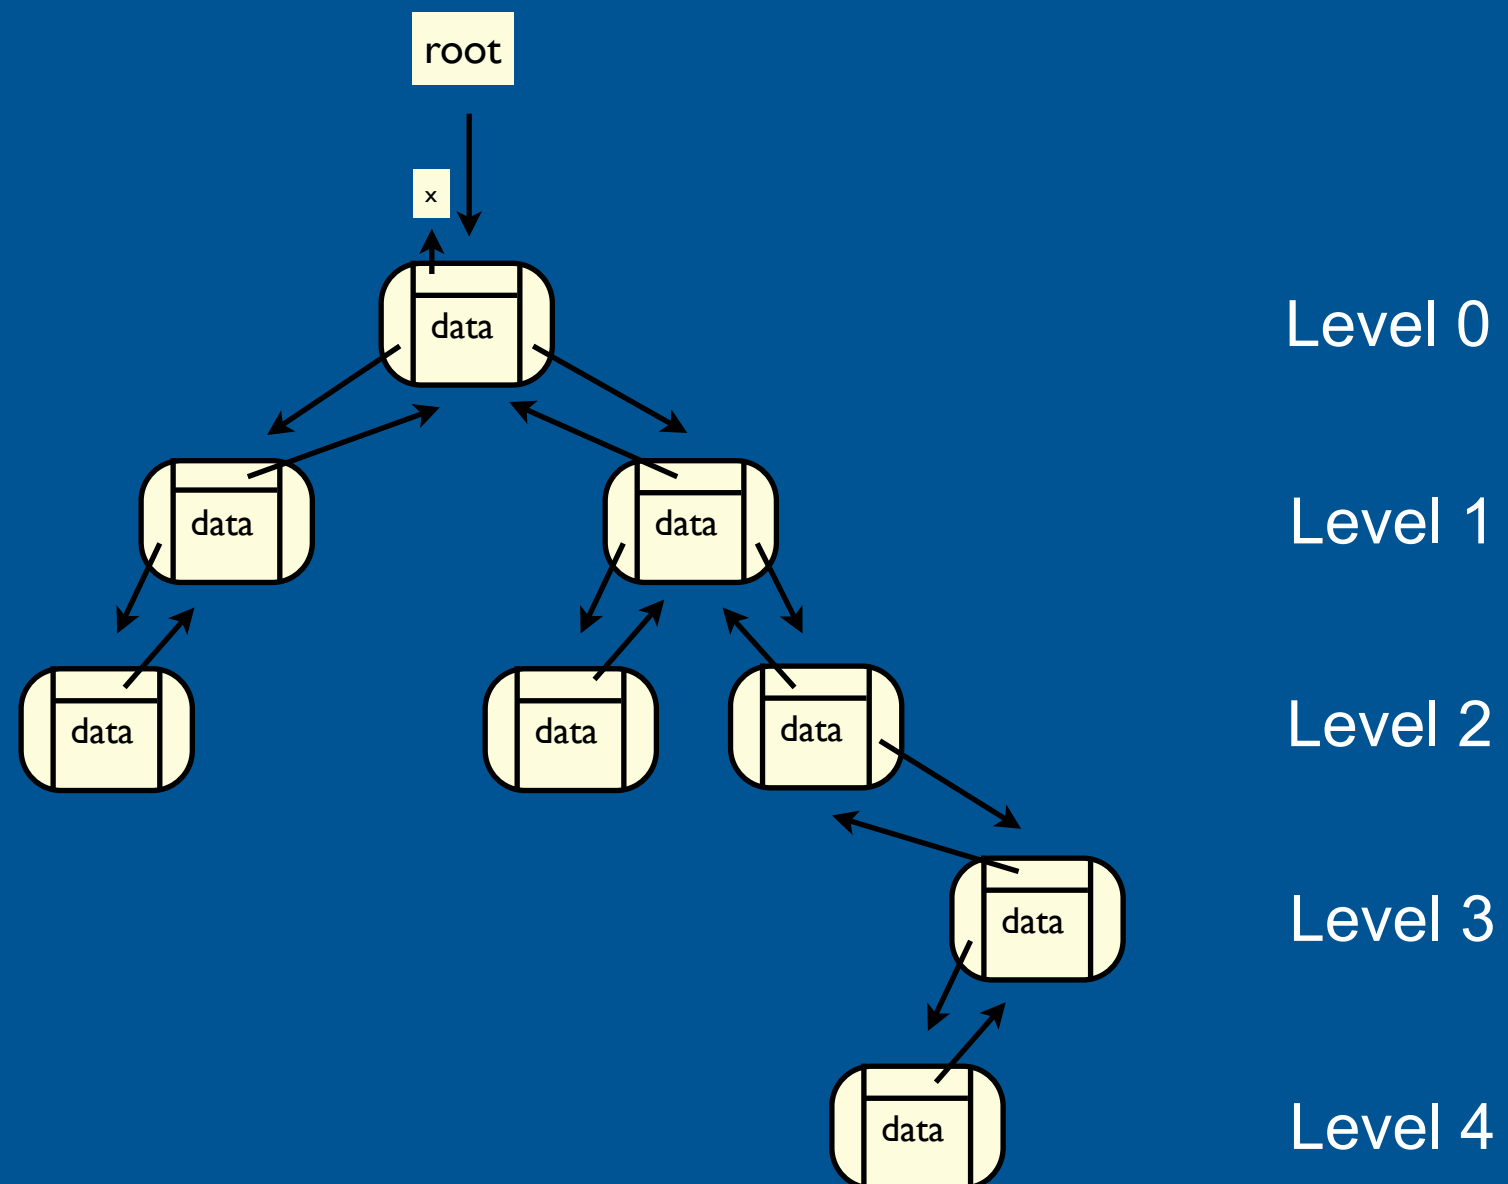 root
x
data
Level 0
data
data
Level 1
data
data
data
Level 2
data
Level 3
data
Level 4